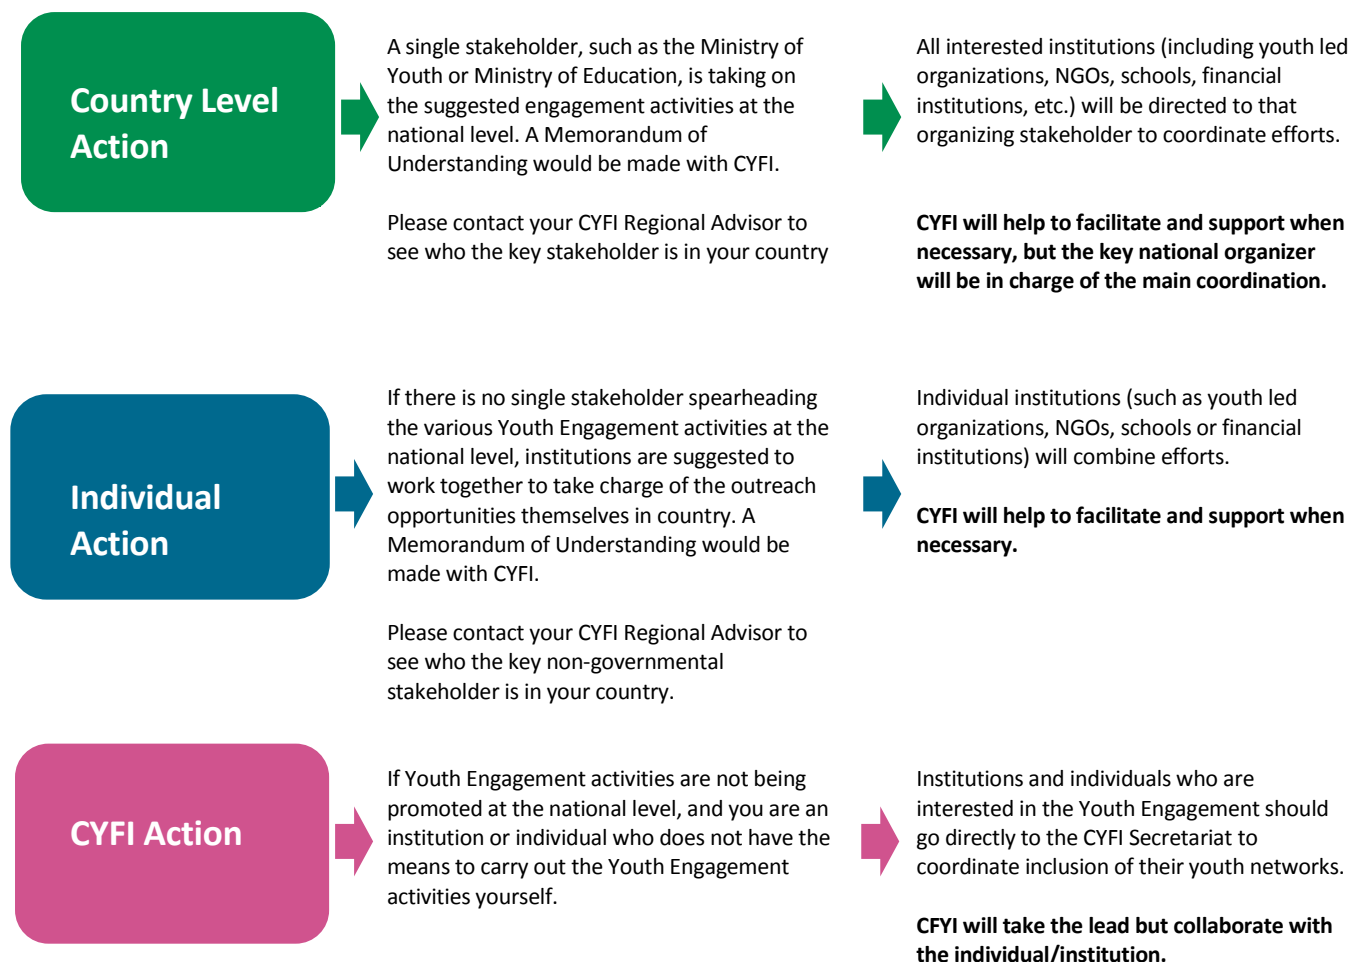 Country Level
Action
A single stakeholder, such as the Ministry of
Youth or Ministry of Education, is taking on
the suggested engagement activities at the
national level. A Memorandum of
Understanding would be made with CYFI.
Please contact your CYFI Regional Advisor to
see who the key stakeholder is in your country
All interested institutions (including youth led
organizations, NGOs, schools, financial
institutions, etc.) will be directed to that
organizing stakeholder to coordinate efforts.
CYFI will help to facilitate and support when
necessary, but the key national organizer
will be in charge of the main coordination.
Individual
Action
If there is no single stakeholder spearheading
the various Youth Engagement activities at the
national level, institutions are suggested to
work together to take charge of the outreach
opportunities themselves in country. A
Memorandum of Understanding would be
made with CYFI.
Please contact your CYFI Regional Advisor to
see who the key non-governmental
stakeholder is in your country.
Individual institutions (such as youth led
organizations, NGOs, schools or financial
institutions) will combine efforts.
CYFI will help to facilitate and support when
necessary.
CYFI Action
If Youth Engagement activities are not being
promoted at the national level, and you are an
institution or individual who does not have the
means to carry out the Youth Engagement
activities yourself.
Institutions and individuals who are
interested in the Youth Engagement should
go directly to the CYFI Secretariat to
coordinate inclusion of their youth networks.
CFYI will take the lead but collaborate with
the individual/institution.